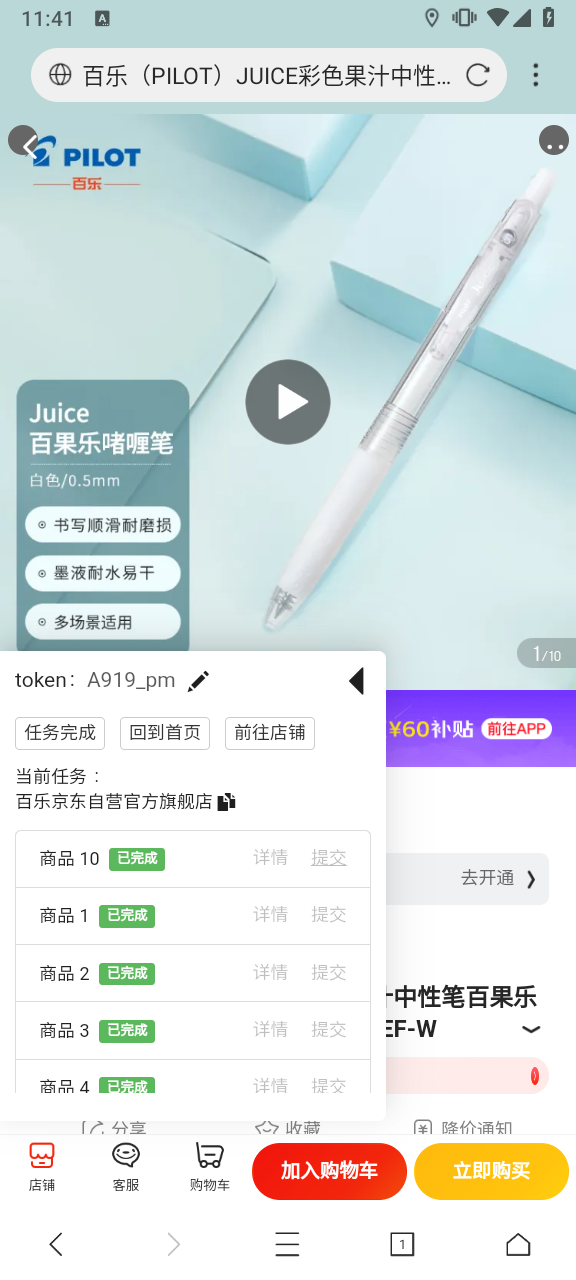 11:41
A
百乐（PILOT）JUICE彩色果汁中性...
PILOT
百乐
Juice
百果乐啫喱笔
白色/0.5mm
书写顺滑耐磨损
墨液耐水易干
多场景适用
1/10
token： A919_pm
¥60补贴 前往APP
任务完成 回到首页 前往店铺
当前任务：
百乐京东自营官方旗舰店
商品 10 已完成 详情 提交
去开通
商品 1 已完成 详情 提交
商品 2 已完成 详情 提交
汁中性笔百果乐
商品 3 已完成 详情 提交
EF-W
商品 4 已完成 详情 提交
分享 收藏 降价通知
店铺 客服 购物车 加入购物车 立即购买
1